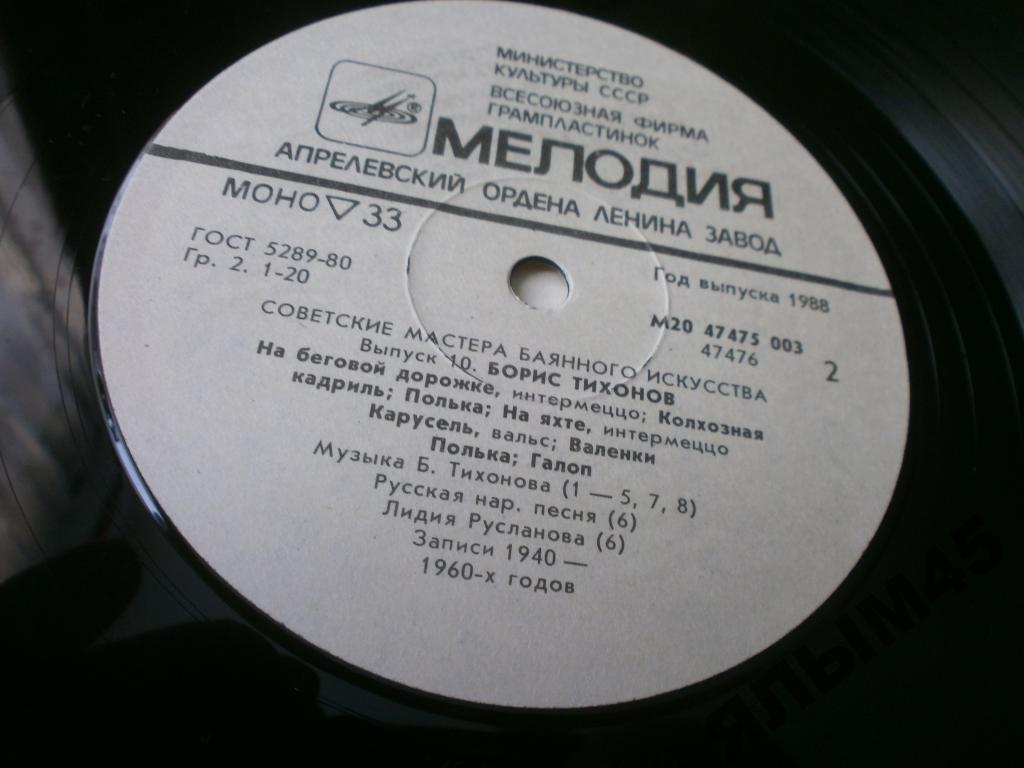 МИНИСТЕРСТВО
КУЛЬТУРЫ СССР
ВСЕСОЮЗНАЯ ФИРМА
ГРАМПЛАСТИНОК
®
МЕЛОДИЯ
АПРЕЛЕВСКИЙ ОРДЕНА ЛЕНИНА ЗАВОД
МОНО ▽ 33
ГОСТ 5289-80
Гр. 2. 1-20
Год выпуска 1988
М20 47475 003
47476
2
СОВЕТСКИЕ МАСТЕРА БАЯННОГО ИСКУССТВА
Выпуск 10. БОРИС ТИХОНОВ
На беговой дорожке, интермеццо; Колхозная
кадриль; Полька; На яхте, интермеццо
Карусель, вальс; Валенки
Полька; Галоп
Музыка Б. Тихонова (1 — 5, 7, 8)
Русская нар. песня (6)
Лидия Русланова (6)
Записи 1940 —
1960-х годов
ЯЛЫМ45